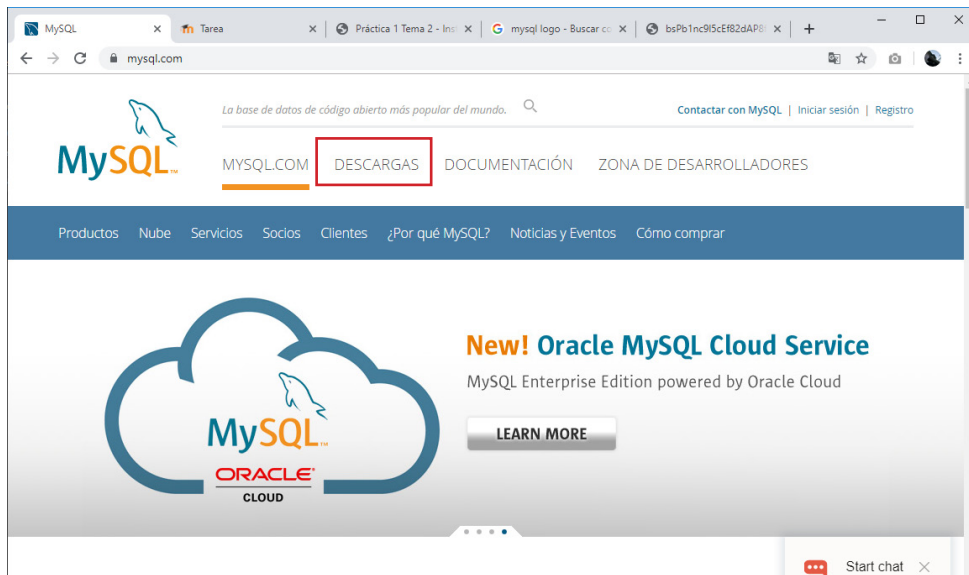 MySQL
Tarea
Práctica 1 Tema 2 - Ins
mysql logo - Buscar co
mysql.com
La base de datos de código abierto más popular del mundo.
Contactar con MySQL | Iniciar sesión | Registro
MySQL™
MYSQL.COM DESCARGAS DOCUMENTACIÓN ZONA DE DESARROLLADORES
Productos Nube Servicios Socios Clientes ¿Por qué MySQL? Noticias y Eventos Cómo comprar
New! Oracle MySQL Cloud Service
MySQL Enterprise Edition powered by Oracle Cloud
LEARN MORE
MySQL™
ORACLE®
CLOUD
Start chat